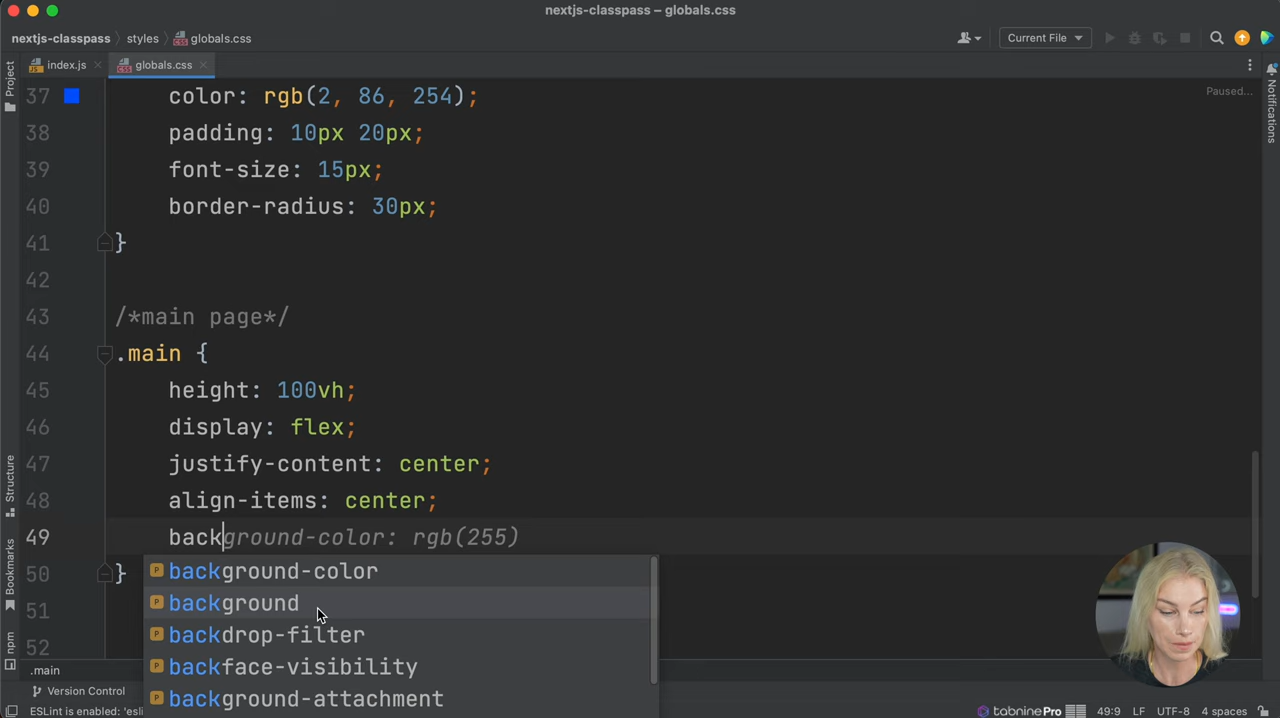 nextjs-classpass – globals.css
nextjs-classpass
styles
globals.css
Current File
index.js
globals.css
Project
Notifications
Paused...
37 color: rgb(2, 86, 254);
38 padding: 10px 20px;
39 font-size: 15px;
40 border-radius: 30px;
41 }
42
43 /*main page*/
44 .main {
45 height: 100vh;
46 display: flex;
47 justify-content: center;
48 align-items: center;
49 background-color: rgb(255)
50 }
51
52
background-color
background
backdrop-filter
backface-visibility
background-attachment
Structure
Bookmarks
npm
.main
Version Control
ESLint is enabled: 'esli
tabnine Pro
49:9 LF UTF-8 4 spaces